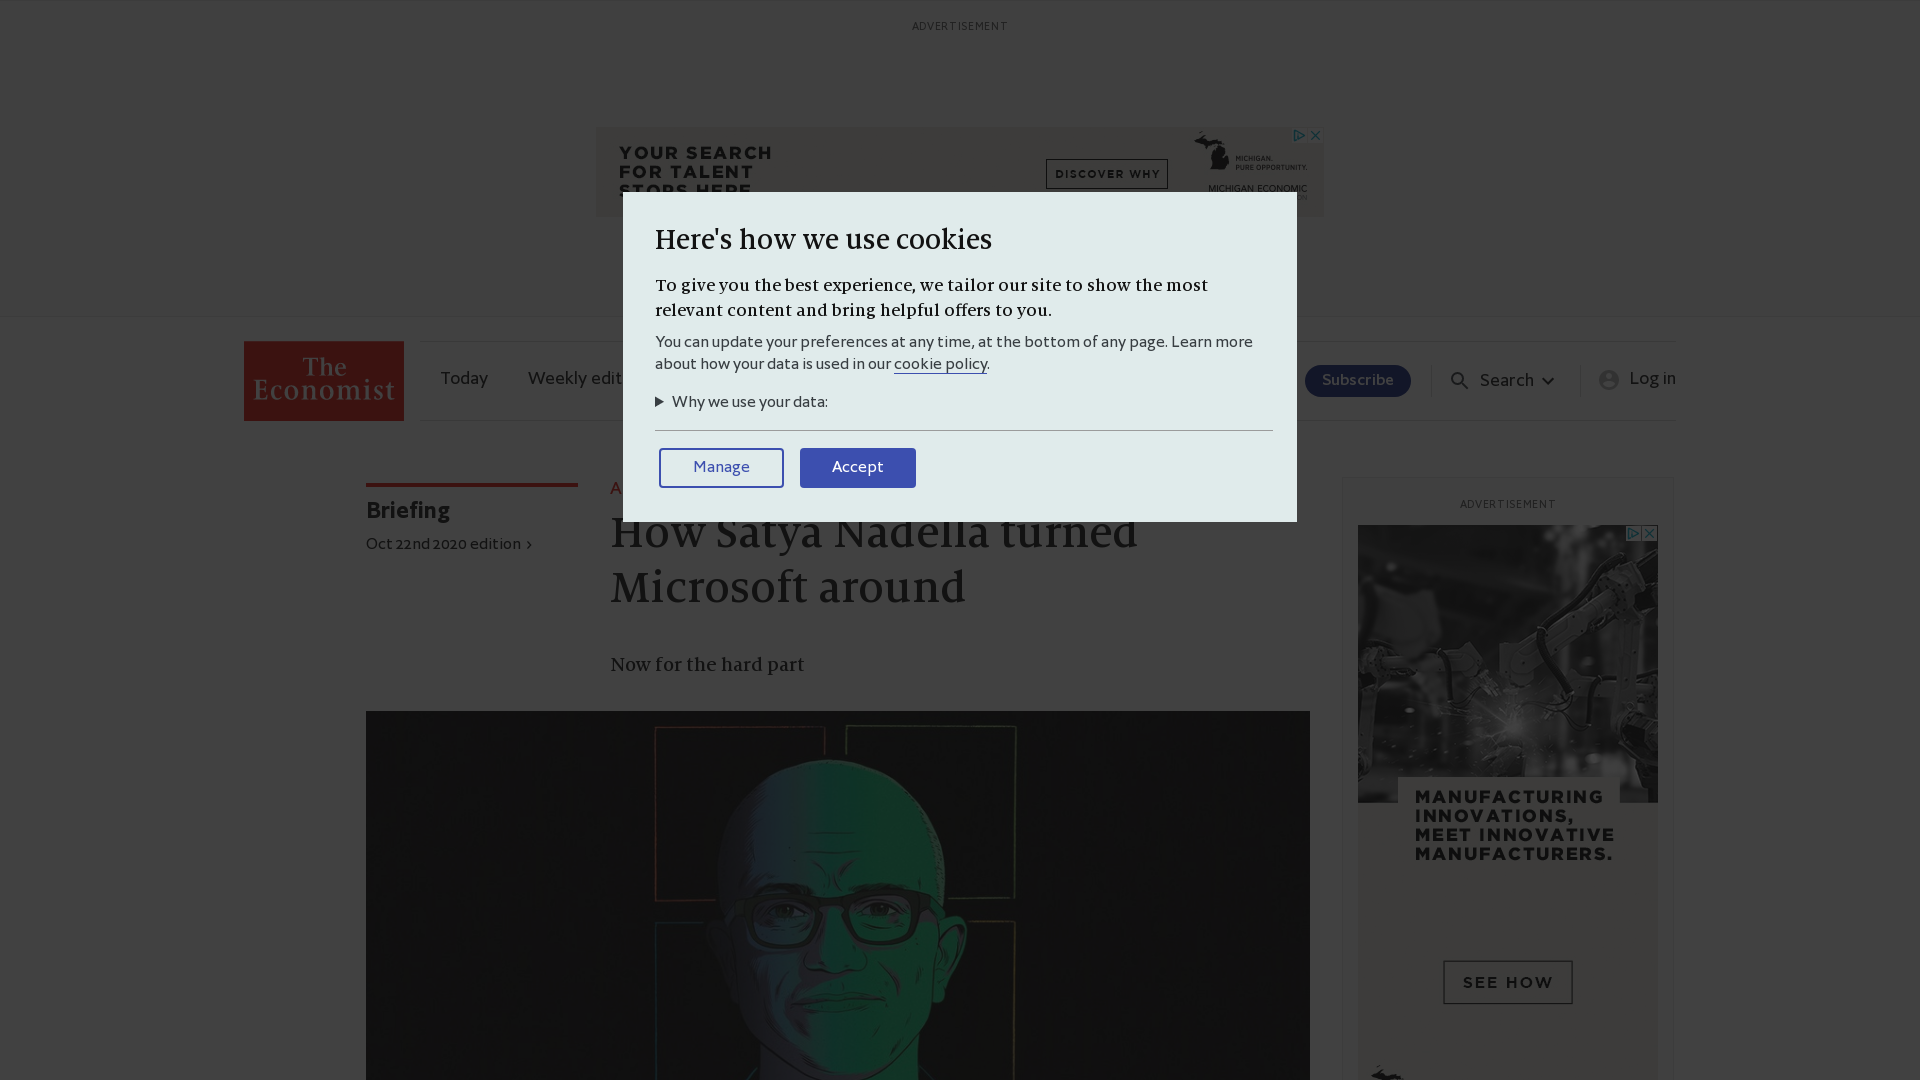 ADVERTISEMENT
YOUR SEARCH
FOR TALENT
STOPS HERE
DISCOVER WHY
MICHIGAN.
PURE OPPORTUNITY.
MICHIGAN ECONOMIC
Here's how we use cookies
To give you the best experience, we tailor our site to show the most
relevant content and bring helpful offers to you.
You can update your preferences at any time, at the bottom of any page. Learn more
about how your data is used in our cookie policy.
Why we use your data:
Manage
Accept
The
Economist
Today
Weekly edit
Subscribe
Search
Log in
Briefing
Oct 22nd 2020 edition ›
A
How Satya Nadella turned
Microsoft around
Now for the hard part
ADVERTISEMENT
MANUFACTURING
INNOVATIONS,
MEET INNOVATIVE
MANUFACTURERS.
SEE HOW